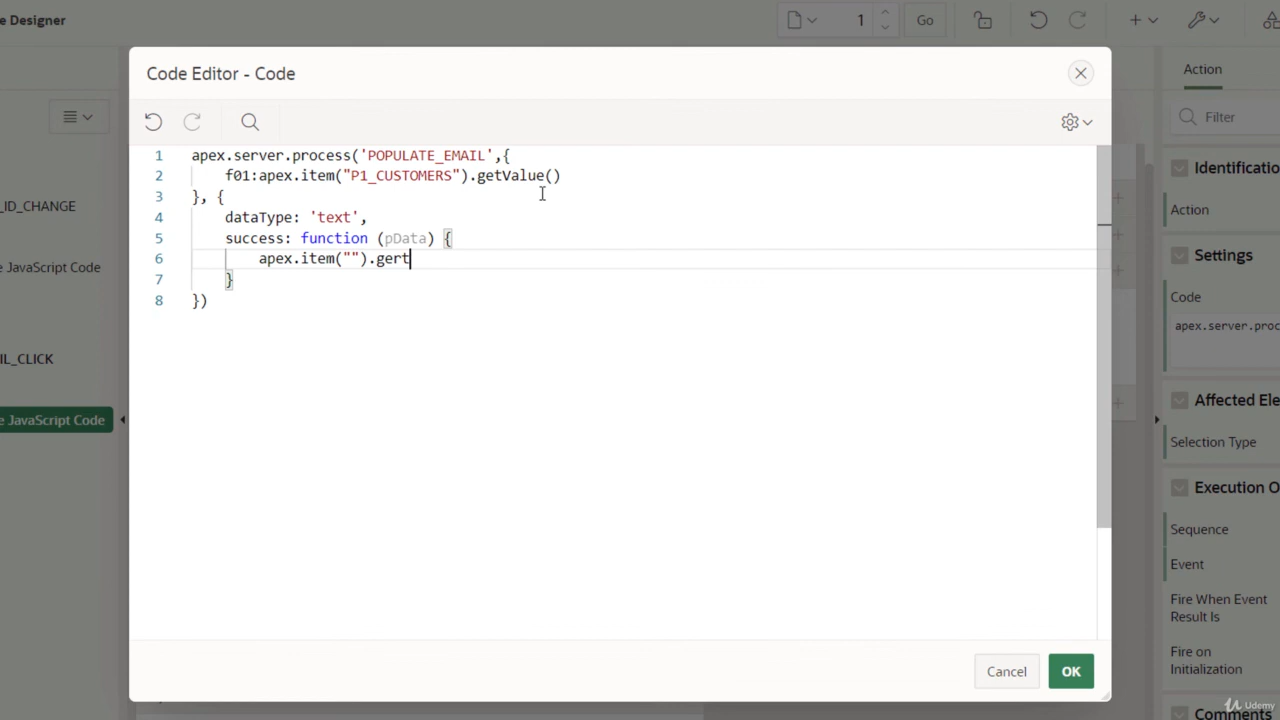 e Designer
1
Go
Code Editor - Code
Action
Filter
1 apex.server.process('POPULATE_EMAIL',{
2 f01:apex.item("P1_CUSTOMERS").getValue()
3 }, {
4 dataType: 'text',
5 success: function (pData) {
6 apex.item("").gert
7 }
8 })
_ID_CHANGE
e JavaScript Code
IL_CLICK
e JavaScript Code
Identificatio
Action
Settings
Code
apex.server.proc
Affected Ele
Selection Type
Execution O
Sequence
Event
Fire When Event
Result Is
Fire on
Initialization
Comments
Cancel
OK
Udemy